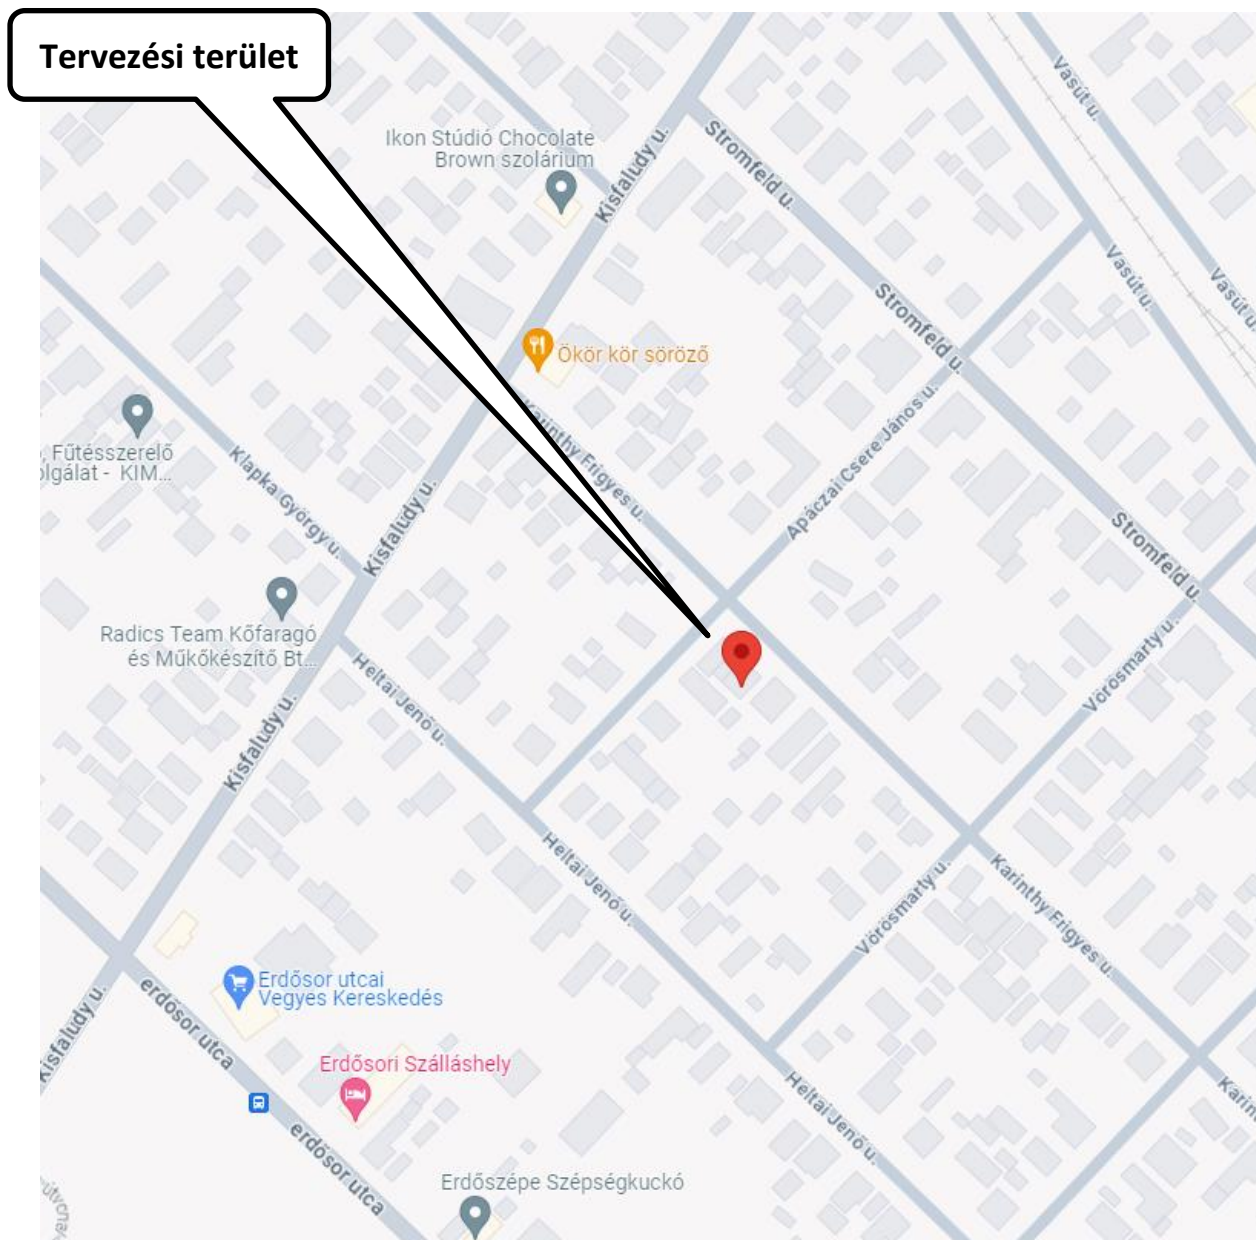 Tervezési terület
Vasút u.
Ikon Stúdió Chocolate
Brown szolárium
Kisfaludy u.
Stromfeld u.
Vasút u.
Vasút u.
Stromfeld u.
Ökör kör söröző
Karinthy Frigyes u.
Apáczai Csere János u.
Fűtésszerelő
KIM...
Klapka György u.
Kisfaludy u.
Stromfeld u.
Radics Team Kőfaragó
és Műkőkészítő Bt...
Heltai Jenő u.
Vörösmarty u.
Kisfaludy u.
Heltai Jenő u.
Vörösmarty u.
Karinthy Frigyes u.
Erdősor utcai
Vegyes Kereskedés
erdősor utca
Kisfaludy u.
Erdősori Szálláshely
Heltai Jenő u.
erdősor utca
Erdőszépe Szépségkuckó